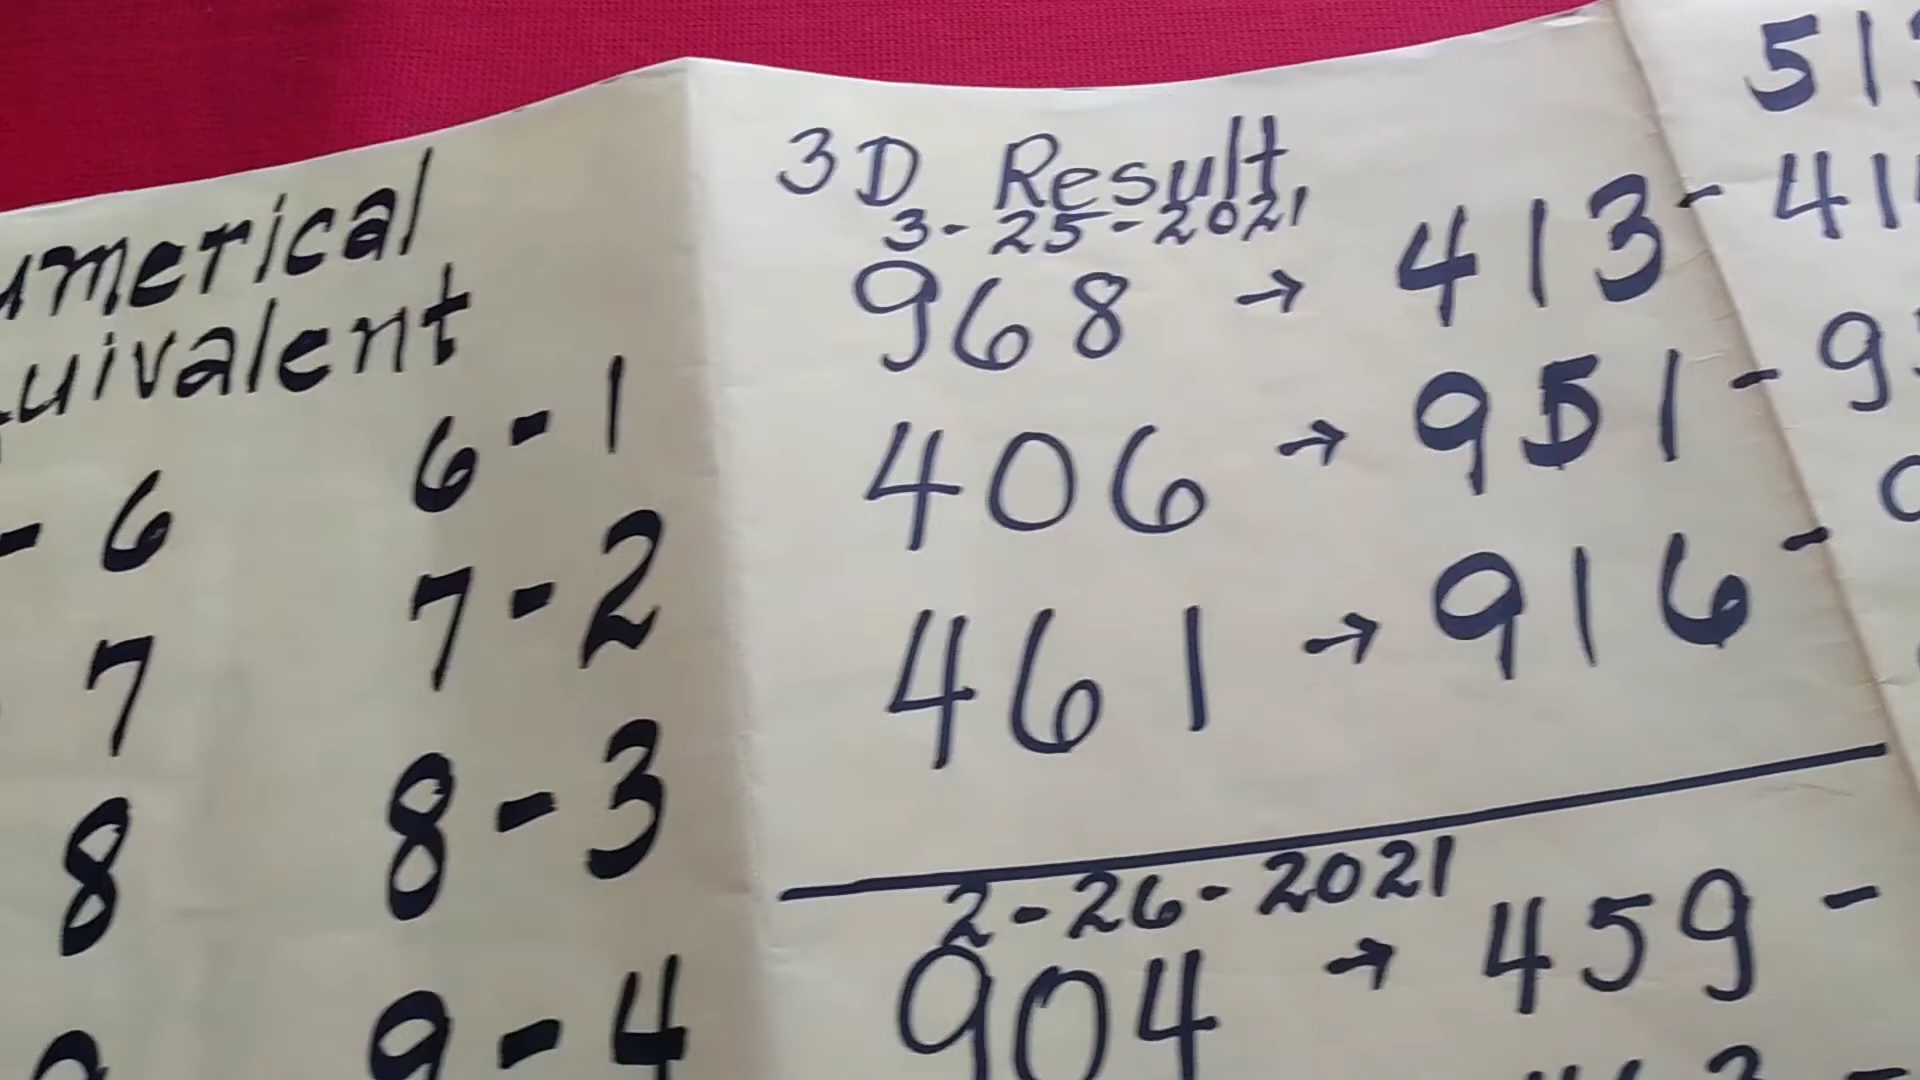 umerical
uivalent
- 6 6 - 1
7 7 - 2
8 8 - 3
9 - 4
3D Result
3-25-2021
968 → 413 -
406 → 951 -
461 → 916 -
2-26-2021
904 → 459 -
51
41
9